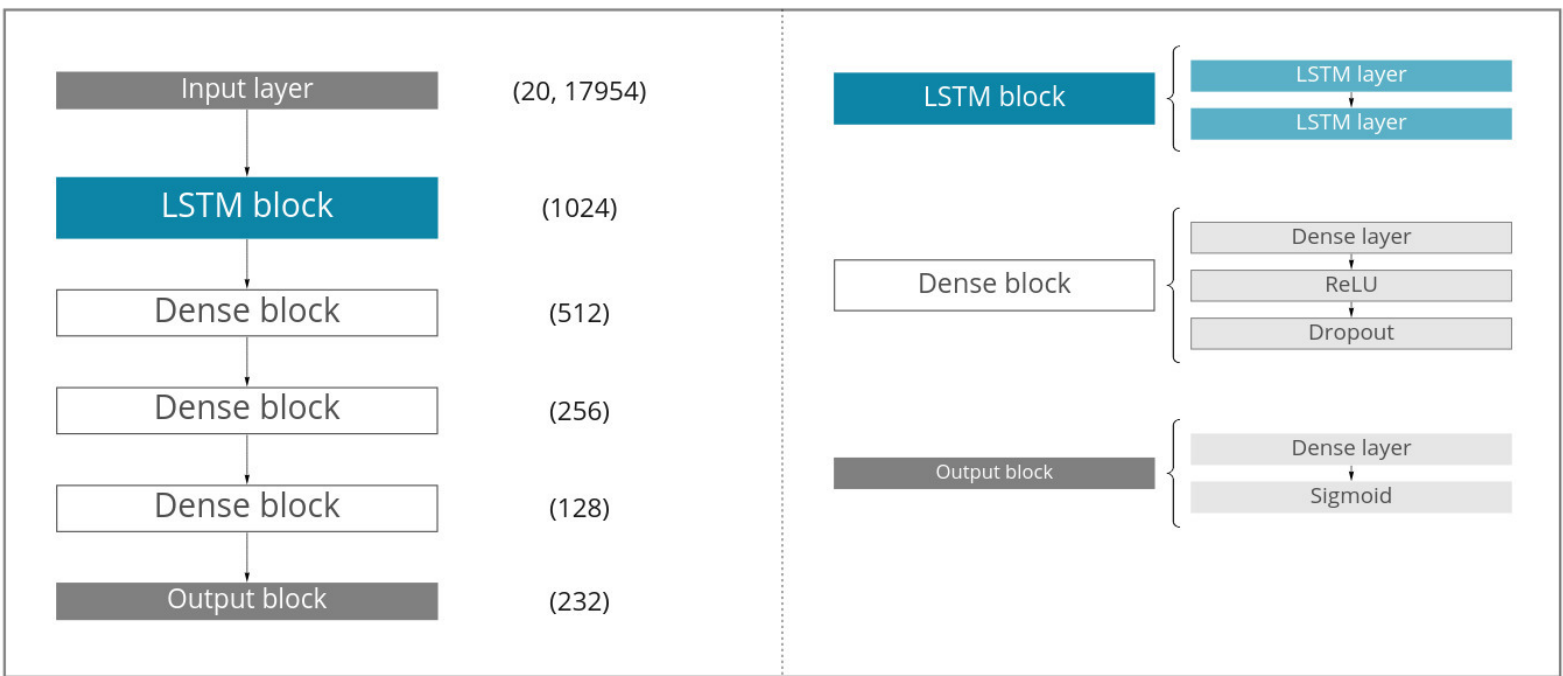 Input layer
(20, 17954)
LSTM block
(1024)
Dense block
(512)
Dense block
(256)
Dense block
(128)
Output block
(232)
LSTM block
LSTM layer
LSTM layer
Dense block
Dense layer
ReLU
Dropout
Output block
Dense layer
Sigmoid